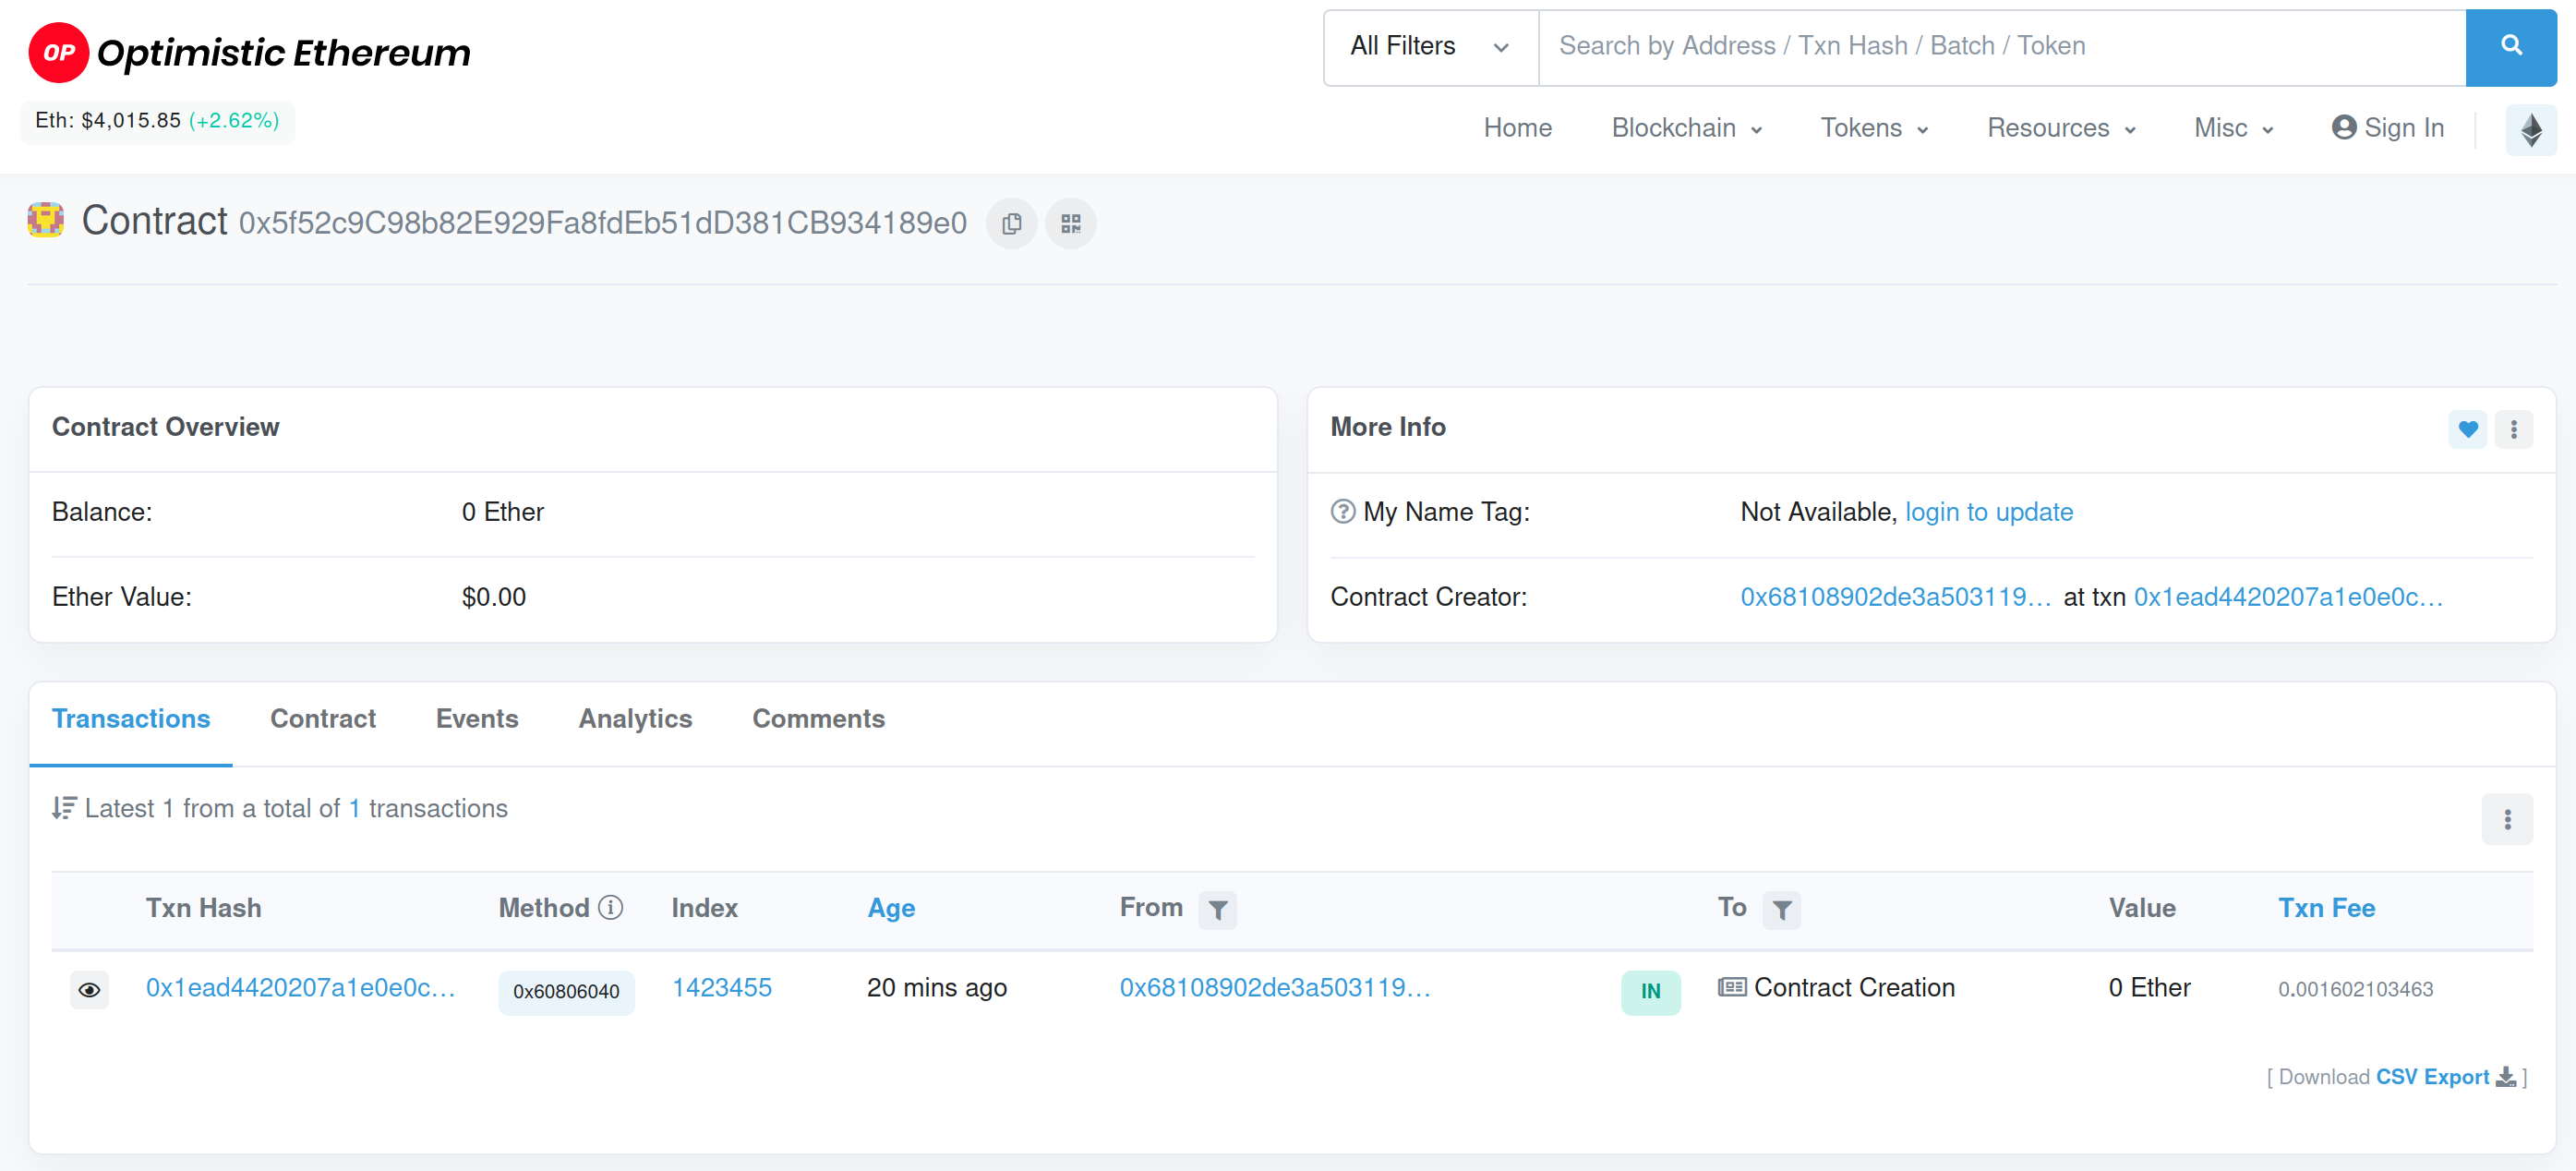 OP Optimistic Ethereum
All Filters
Search by Address / Txn Hash / Batch / Token
Eth: $4,015.85 (+2.62%)
Home Blockchain Tokens Resources Misc Sign In
Contract 0x5f52c9C98b82E929Fa8fdEb51dD381CB934189e0
Contract Overview
Balance: 0 Ether
Ether Value: $0.00
More Info
My Name Tag: Not Available, login to update
Contract Creator: 0x68108902de3a503119... at txn 0x1ead4420207a1e0e0c...
Transactions Contract Events Analytics Comments
Latest 1 from a total of 1 transactions
Txn Hash Method Index Age From To Value Txn Fee
0x1ead4420207a1e0e0c... 0x60806040 1423455 20 mins ago 0x68108902de3a503119... IN Contract Creation 0 Ether 0.001602103463
[ Download CSV Export ]